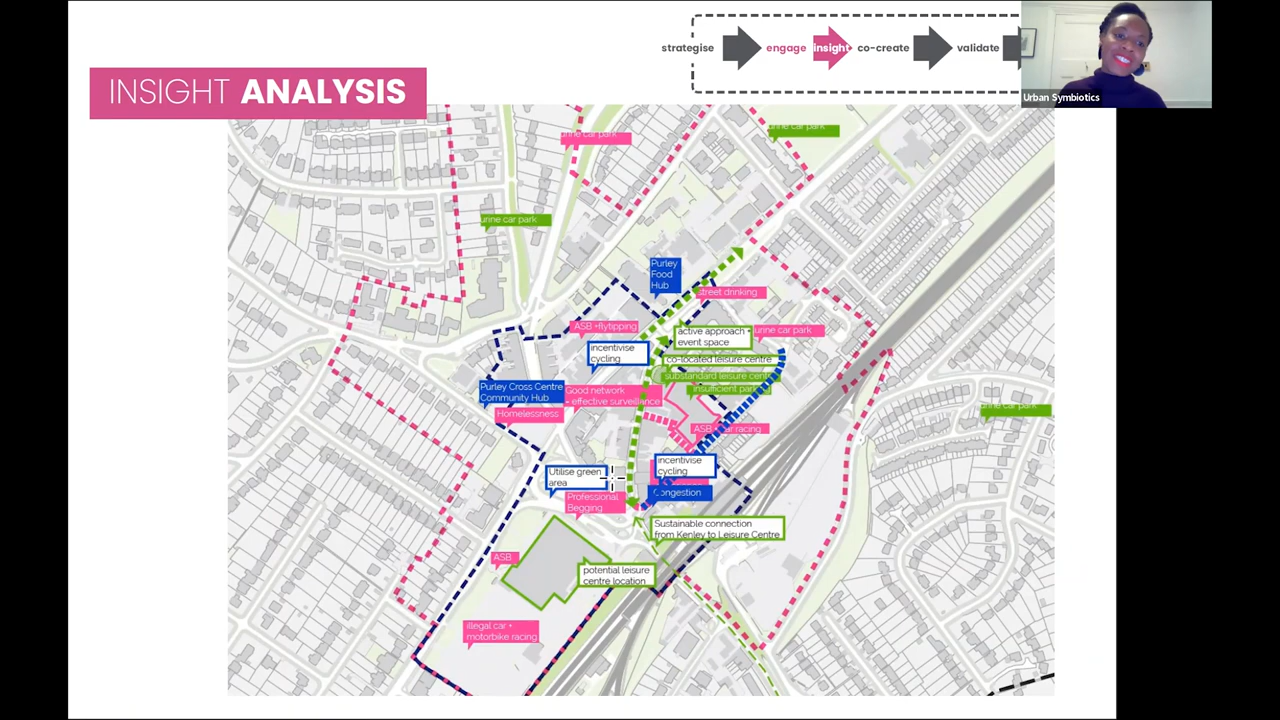 strategise
engage
insight
co-create
validate
Urban Symbiotics
INSIGHT ANALYSIS
urine car park
urine car park
urine car park
Purley
Food
Hub
street drinking
ASB +flytipping
urine car park
active approach +
event space
incentivise
cycling
co-located leisure centre
substandard leisure centre
insufficient parking
Purley Cross Centre
Community Hub
Good network
= effective surveillance
Homelessness
urine car park
ASB + car racing
incentivise
cycling
Utilise green
area
Congestion
Professional
Begging
Sustainable connection
from Kenley to Leisure Centre
ASB
potential leisure
centre location
illegal car +
motorbike racing